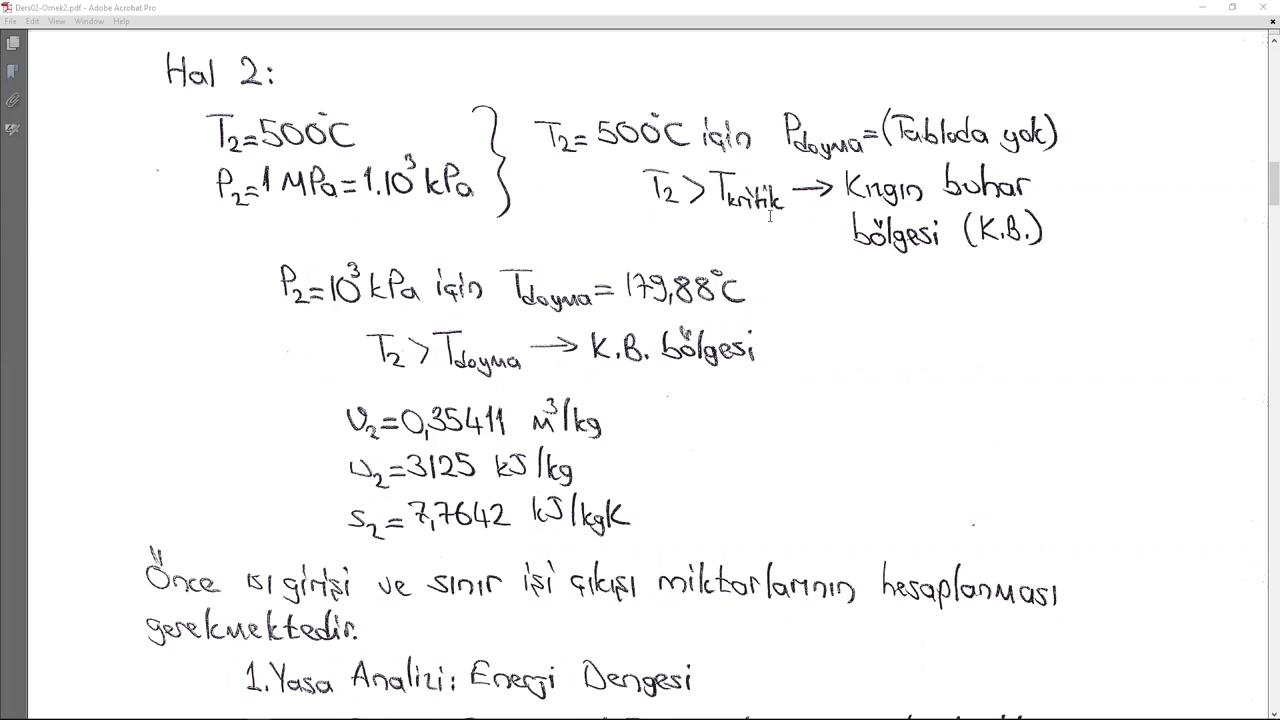 Ders02-Ornek2.pdf - Adobe Acrobat Pro
File Edit View Window Help
Hal 2:
T₂=500°C
P₂=1 MPa=1.10³ kPa
T₂=500°C için Pdoyma=(Tabloda yok)
T₂ > Tkritik → Kızgın buhar
bölgesi (K.B.)
P₂=10³ kPa için Tdoyma=179,88°C
T₂ > Tdoyma → K.B. bölgesi
υ₂=0,35411 m³/kg
u₂=3125 kJ/kg
s₂=7,7642 kJ/kgK
Önce ısı girişi ve sınır işi çıkışı miktarlarının hesaplanması
gerekmektedir.
1.Yasa Analizi: Enerji Dengesi